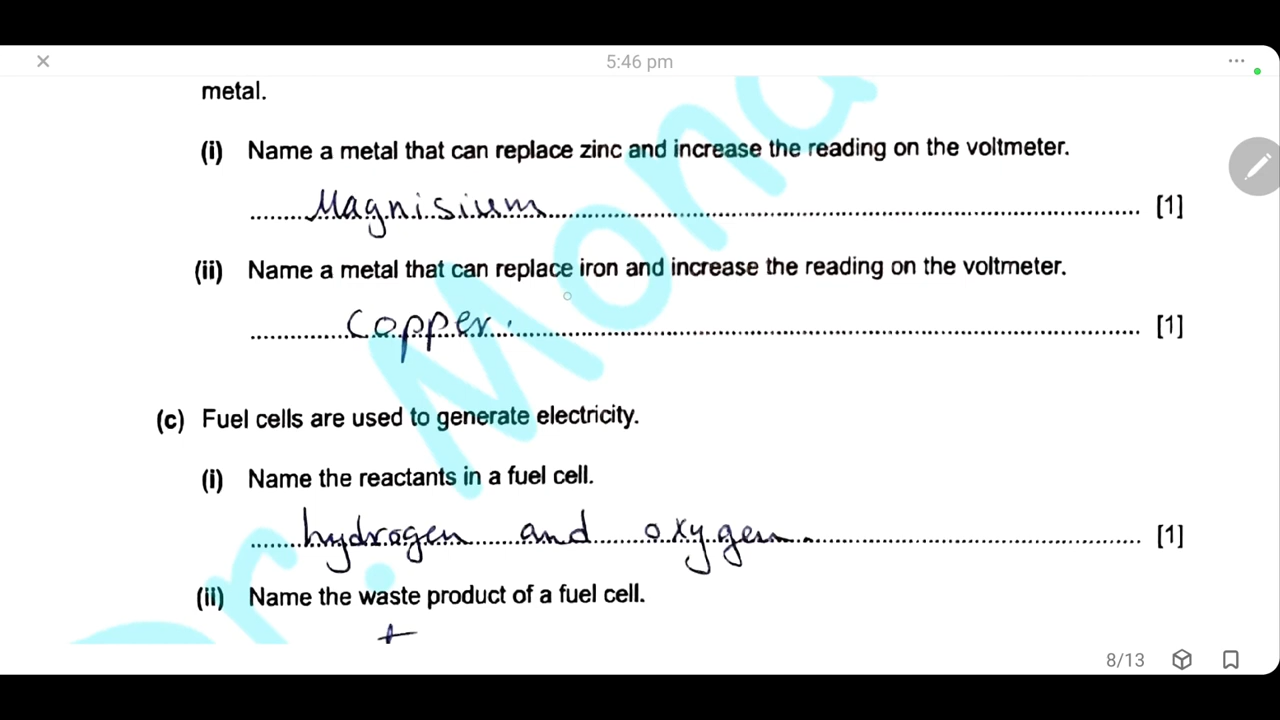 5:46 pm
metal.
(i) Name a metal that can replace zinc and increase the reading on the voltmeter.
Magnisium [1]
(ii) Name a metal that can replace iron and increase the reading on the voltmeter.
Copper. [1]
(c) Fuel cells are used to generate electricity.
(i) Name the reactants in a fuel cell.
hydrogen and oxygen. [1]
(ii) Name the waste product of a fuel cell.
8/13
Dr. Mona